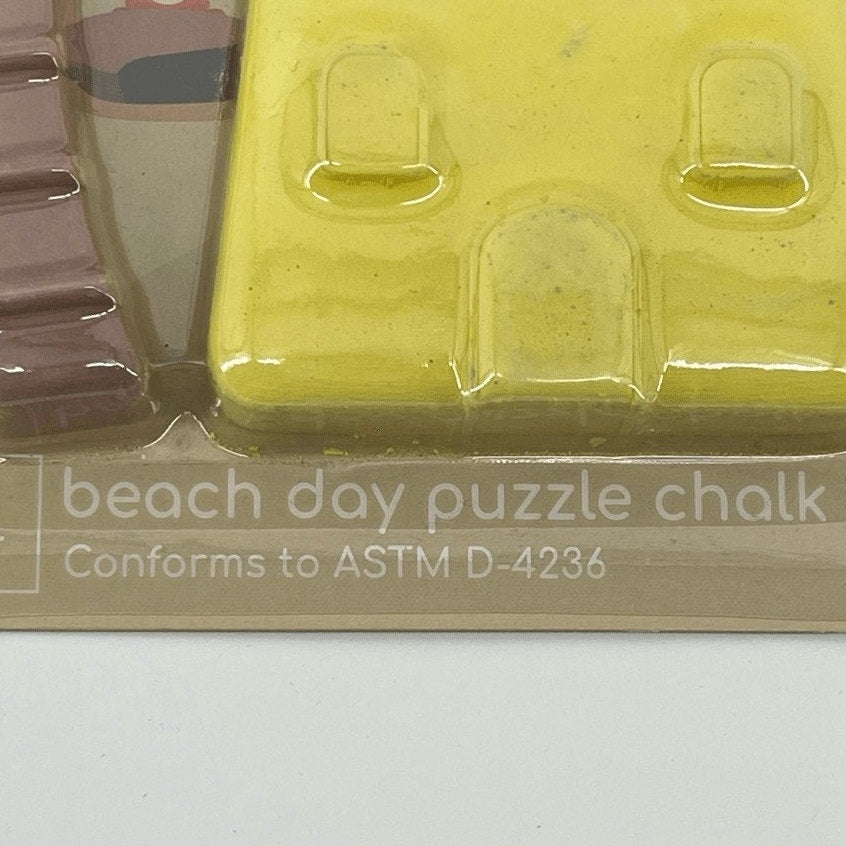 beach day puzzle chalk
Conforms to ASTM D-4236